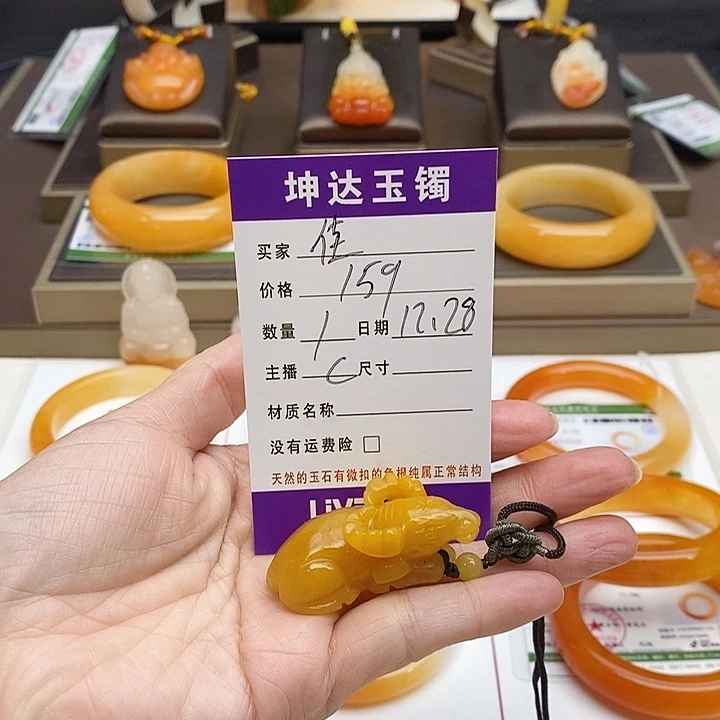 坤达玉镯
买家 佳
价格 159
数量 1 日期 12.28
主播 C 尺寸
材质名称
没有运费险 □
天然的玉石有微扣的色根纯属正常结构
LIVE